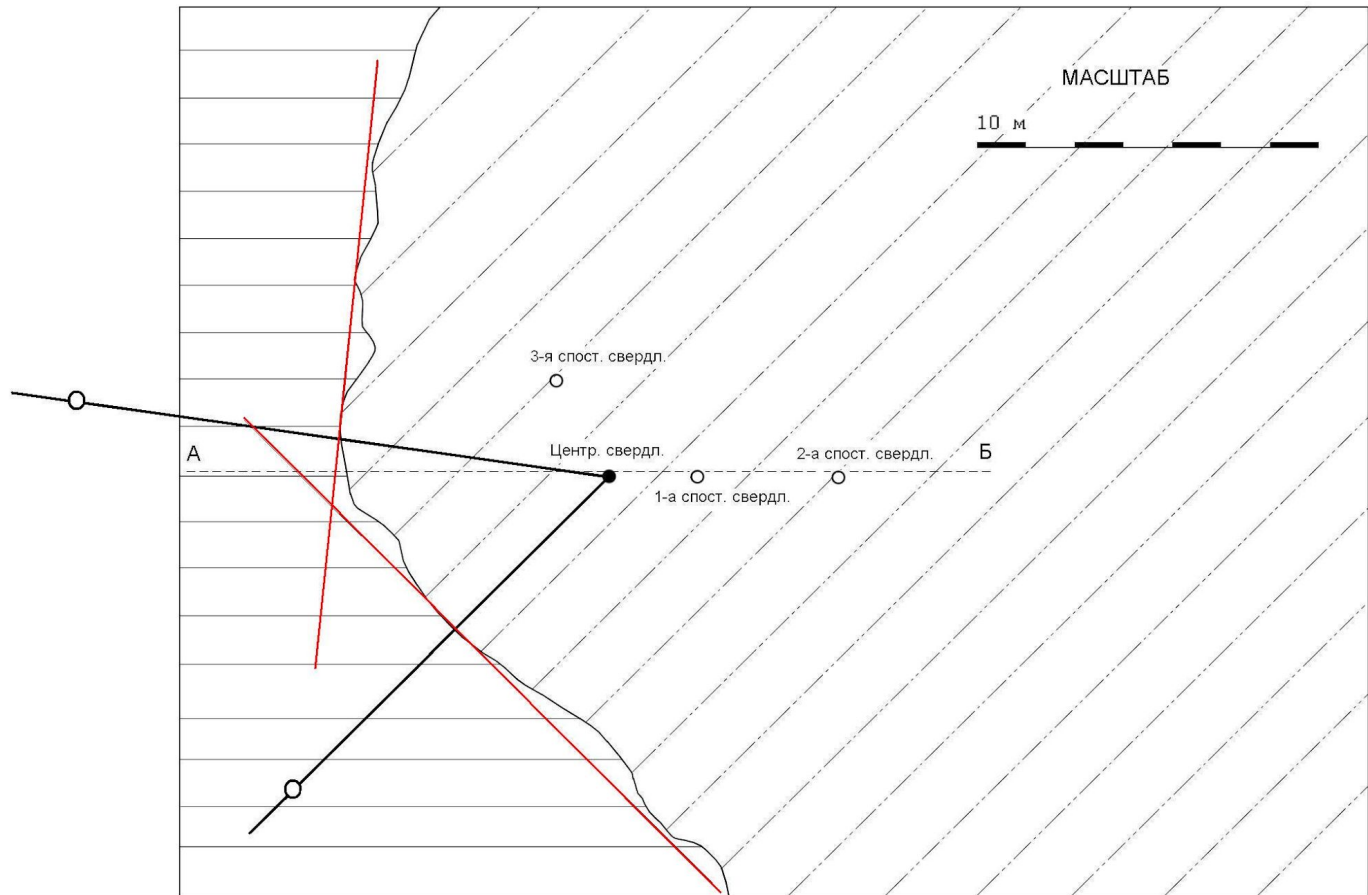 МАСШТАБ
10 м
3-я спост. свердл.
Центр. свердл.
2-а спост. свердл.
А
Б
1-а спост. свердл.